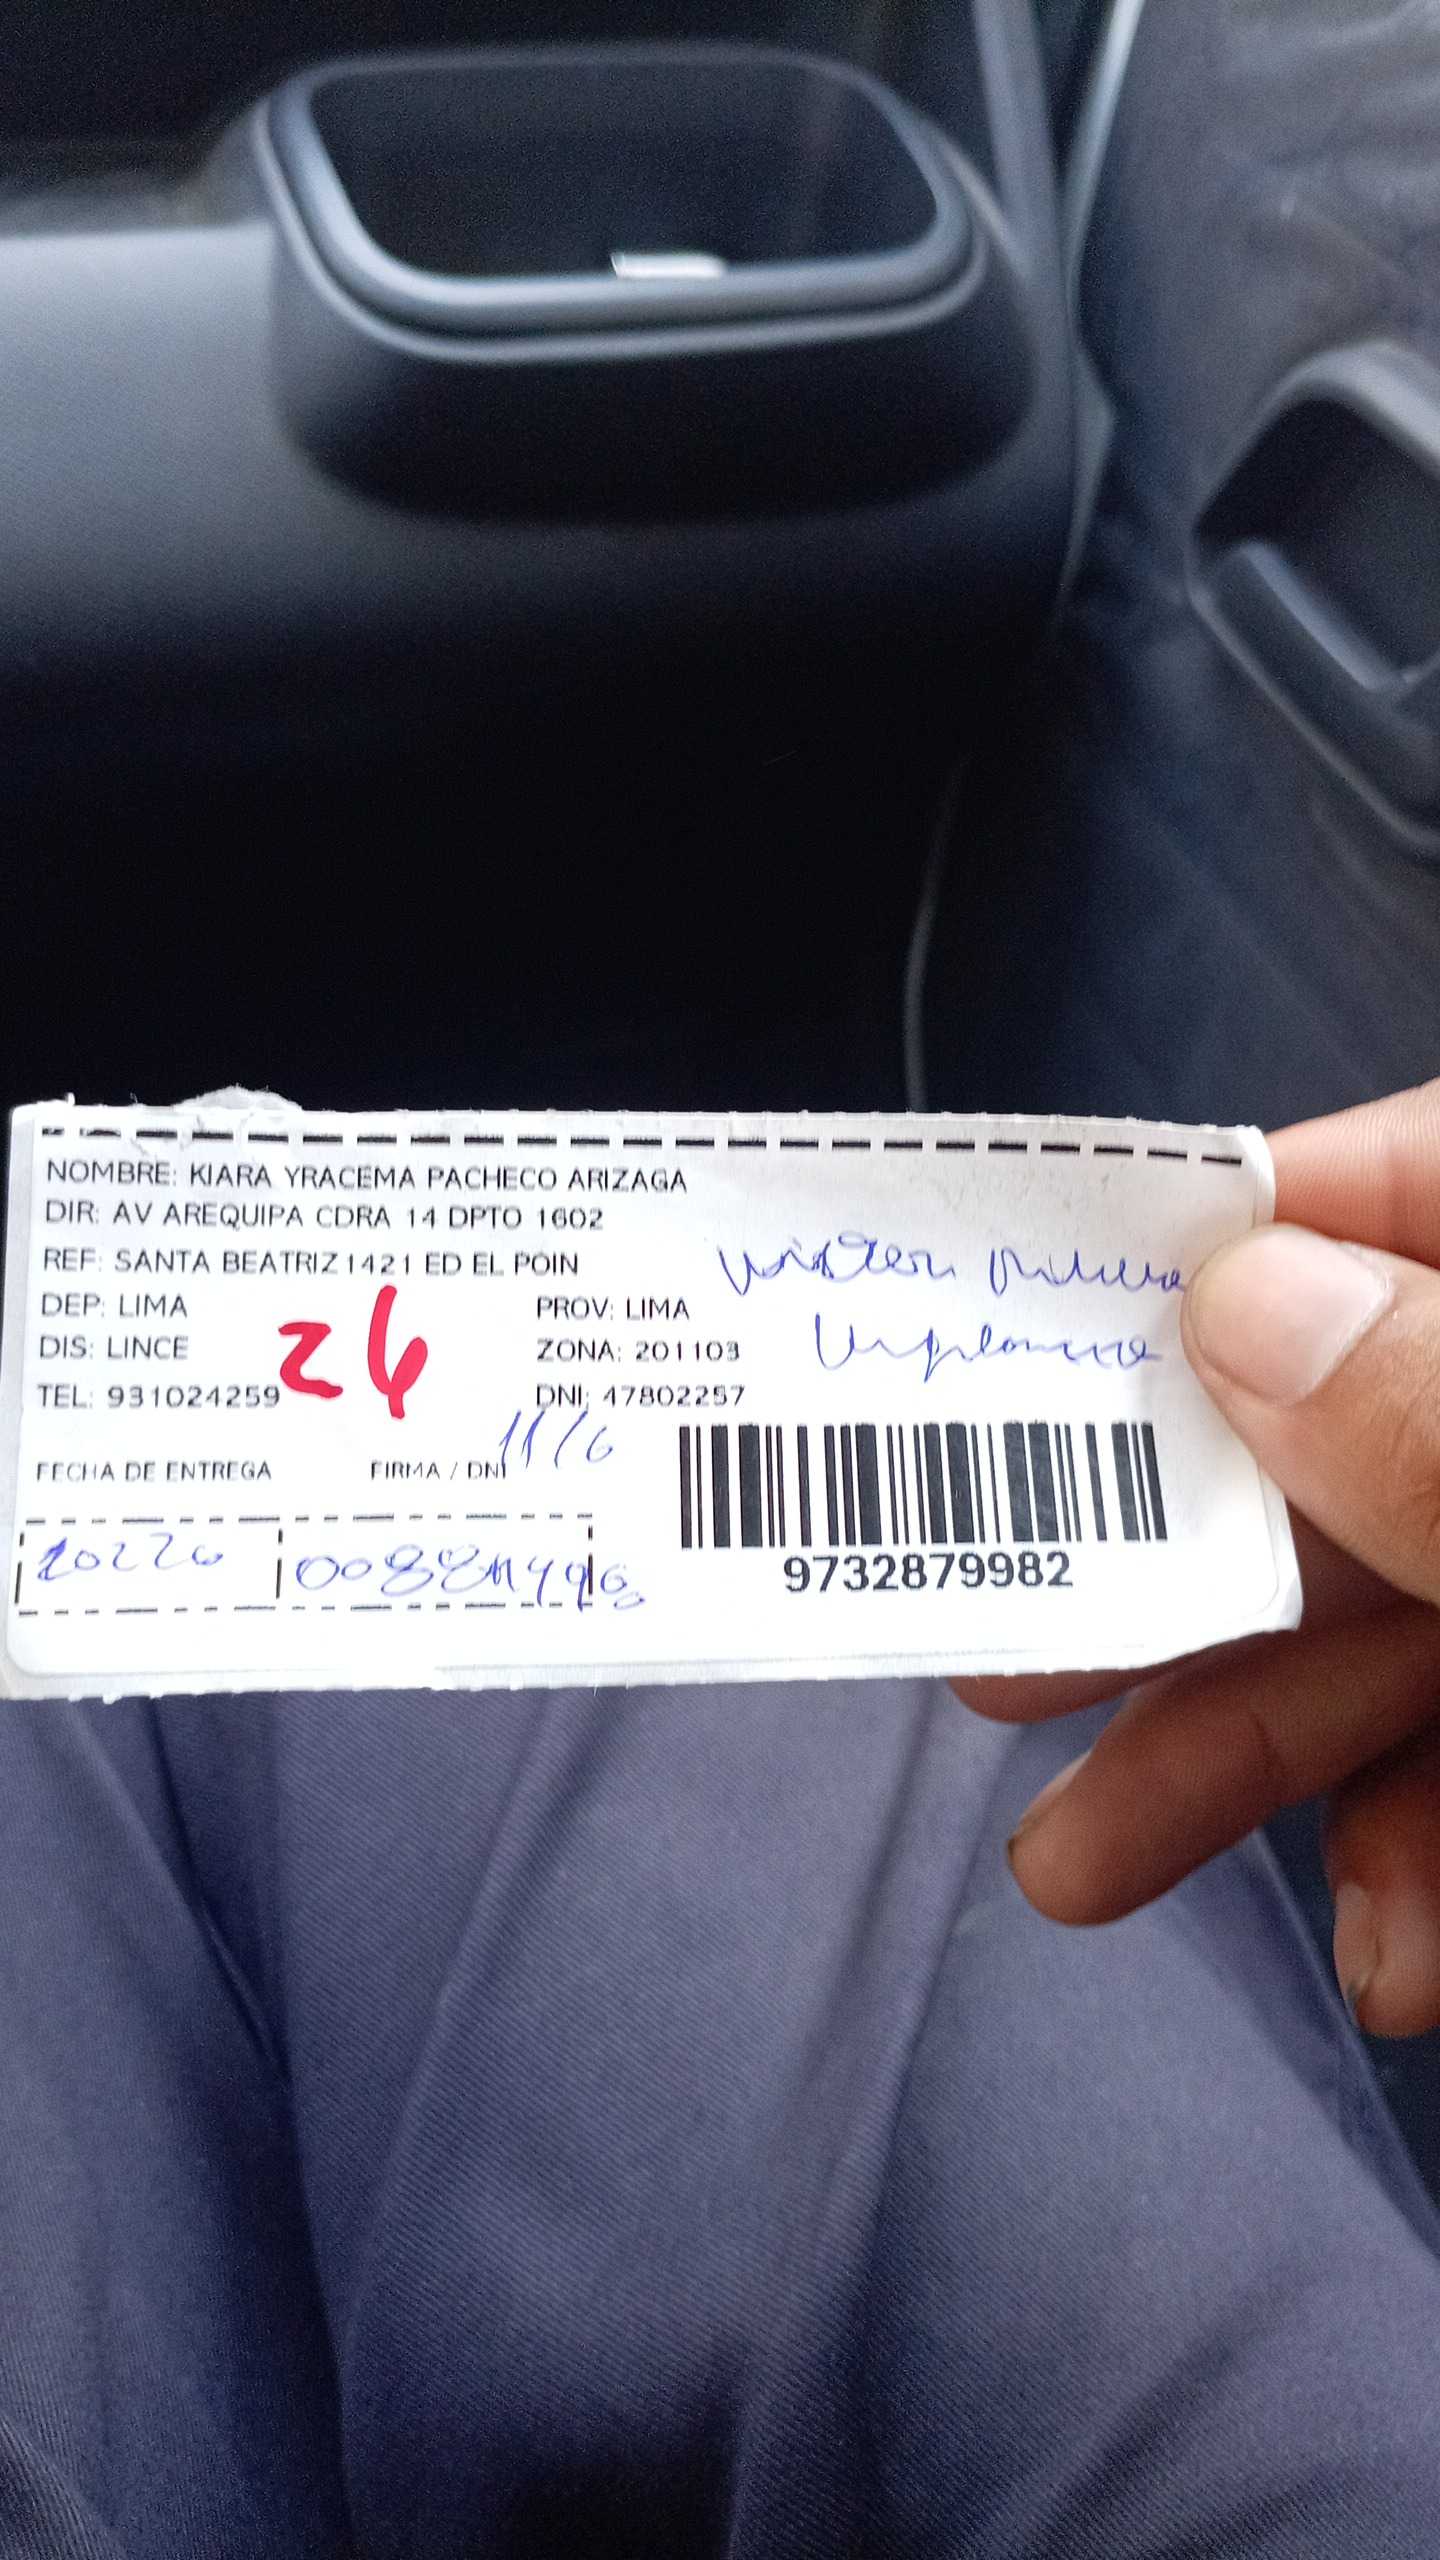 NOMBRE: KIARA YRACEMA PACHECO ARIZAGA
DIR: AV AREQUIPA CDRA 14 DPTO 1602
REF: SANTA BEATRIZ 1421 ED EL POIN
DEP: LIMA PROV: LIMA
DIS: LINCE 26 ZONA: 201103
TEL: 931024259 DNI: 47802257
11/6
FECHA DE ENTREGA FIRMA / DNI
9732879982